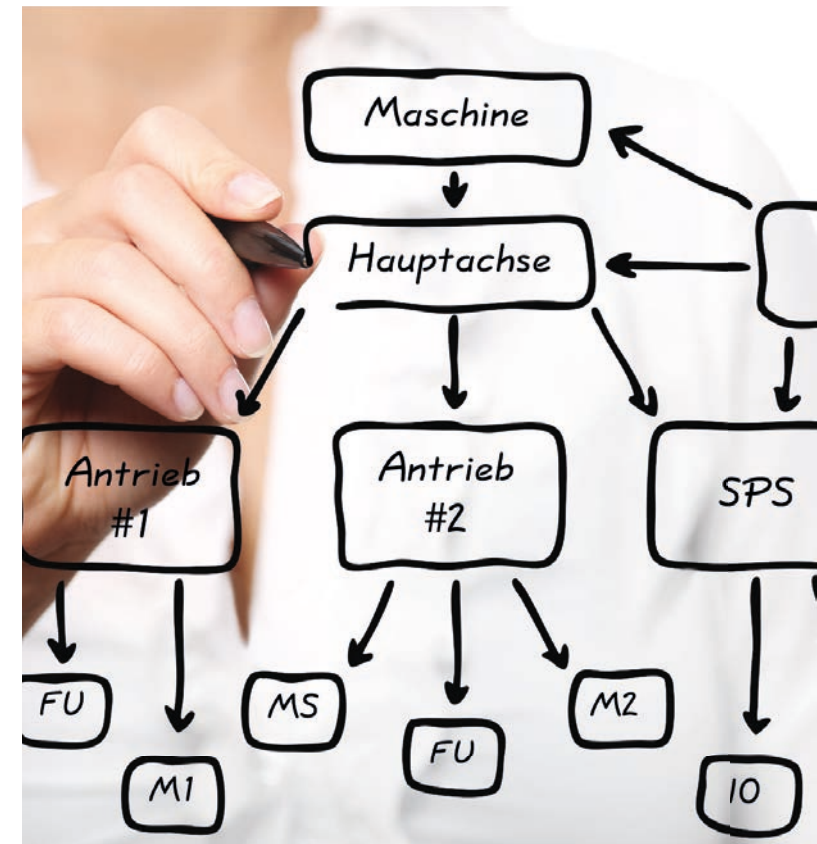 Maschine
Hauptachse
Antrieb
#1
Antrieb
#2
SPS
FU
MS
M2
FU
M1
IO